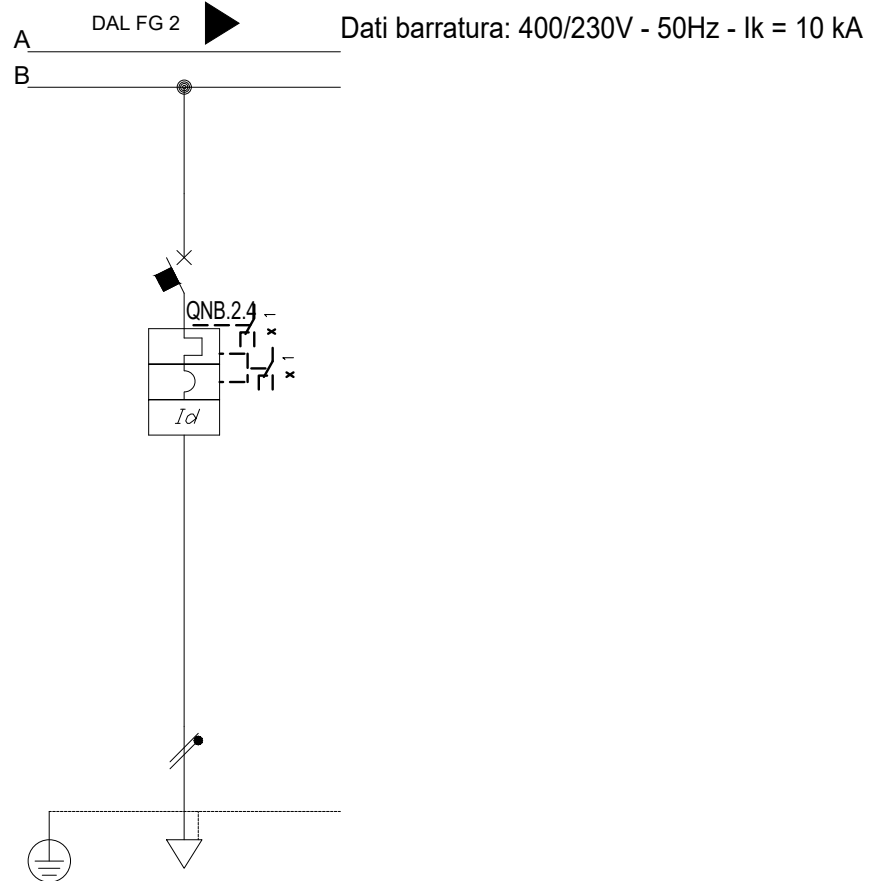 DAL FG 2
Dati barratura: 400/230V - 50Hz - Ik = 10 kA
A
B
QNB.2.4
x 1
x 1
Id